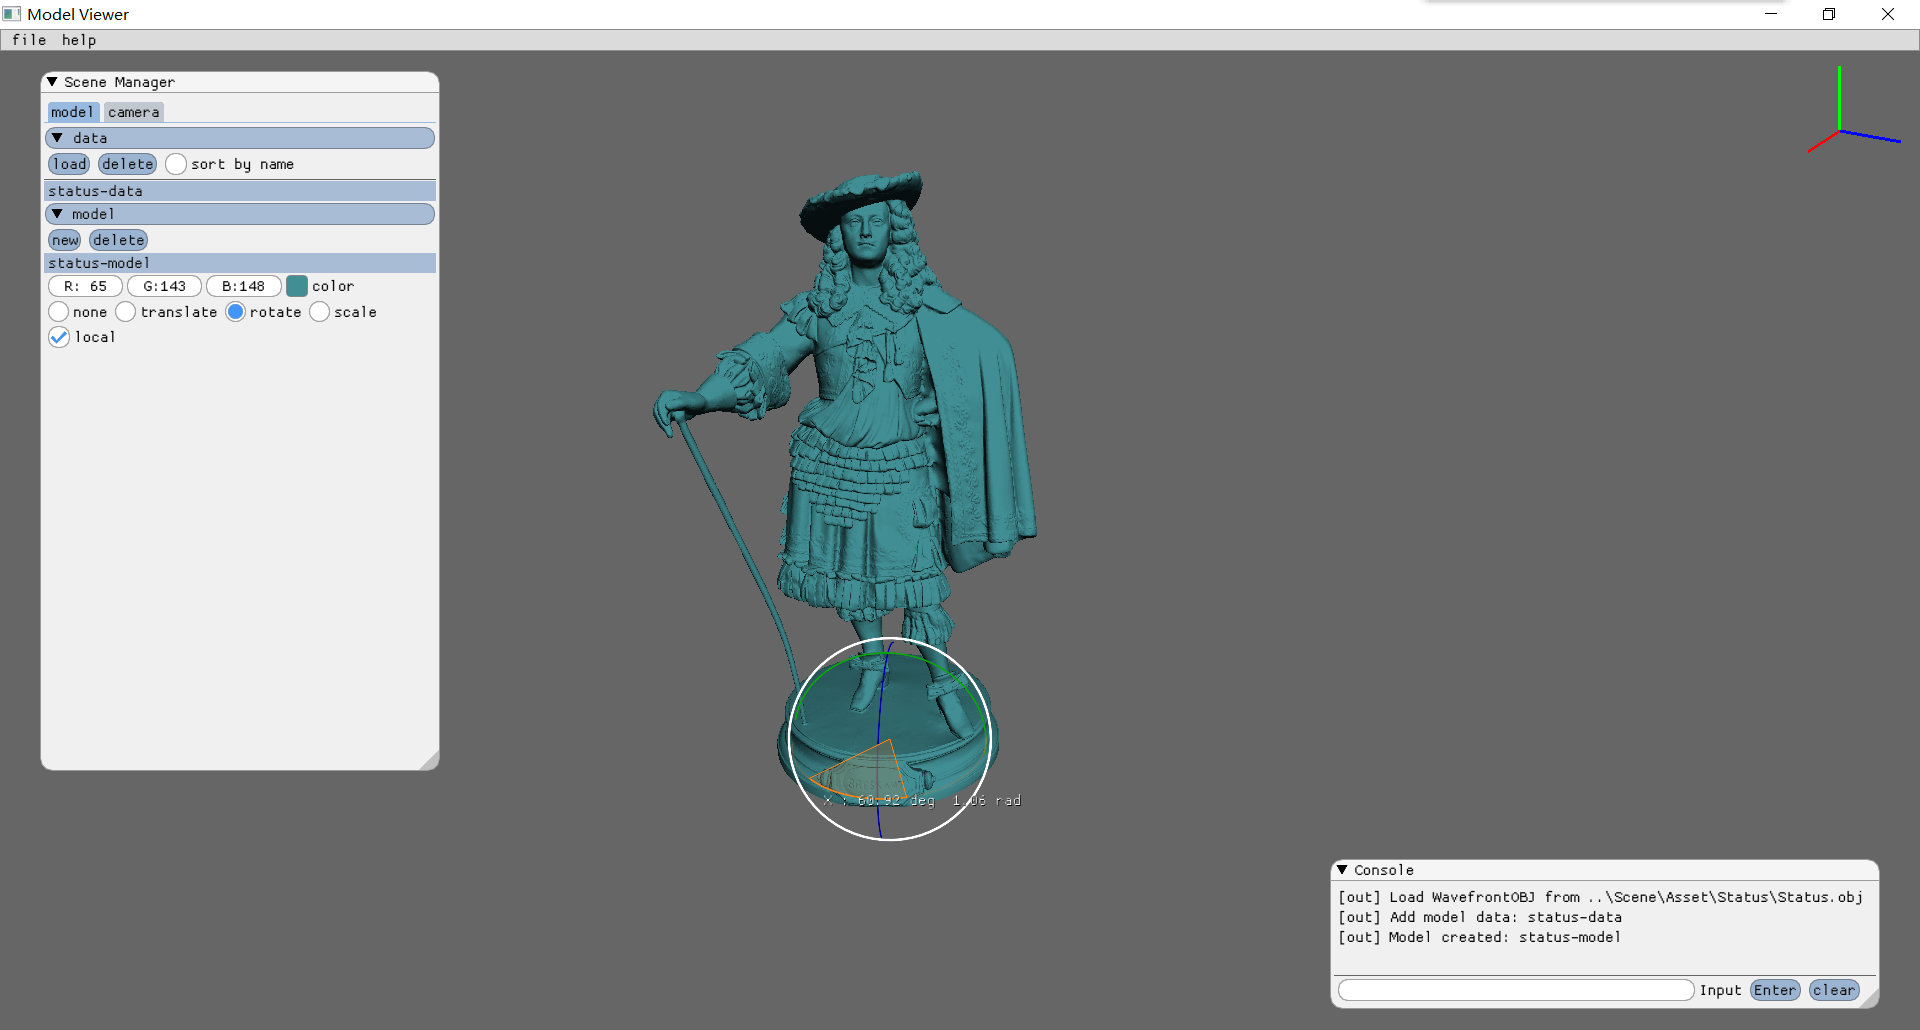 Model Viewer
file help
Scene Manager
model camera
data
load delete sort by name
status-data
model
new delete
status-model
R: 65 G:143 B:148 color
none translate rotate scale
local
X : 60.92 deg 1.06 rad
Console
[out] Load WavefrontOBJ from ..\Scene\Asset\Status\Status.obj
[out] Add model data: status-data
[out] Model created: status-model
Input Enter clear